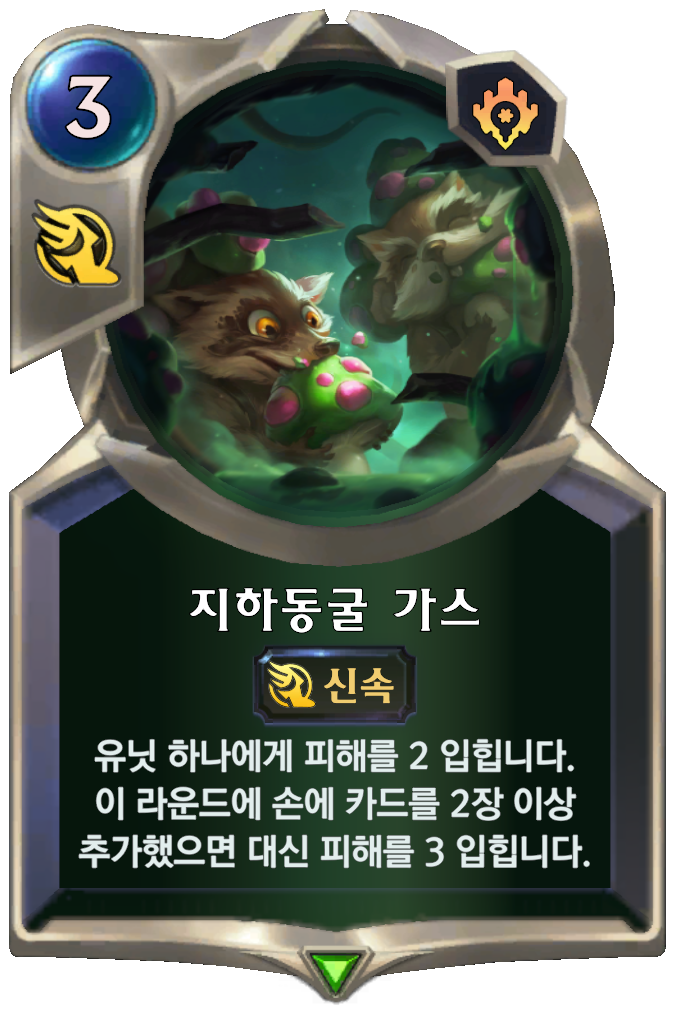 3
지하동굴 가스
신속
유닛 하나에게 피해를 2 입힙니다.
이 라운드에 손에 카드를 2장 이상
추가했으면 대신 피해를 3 입힙니다.